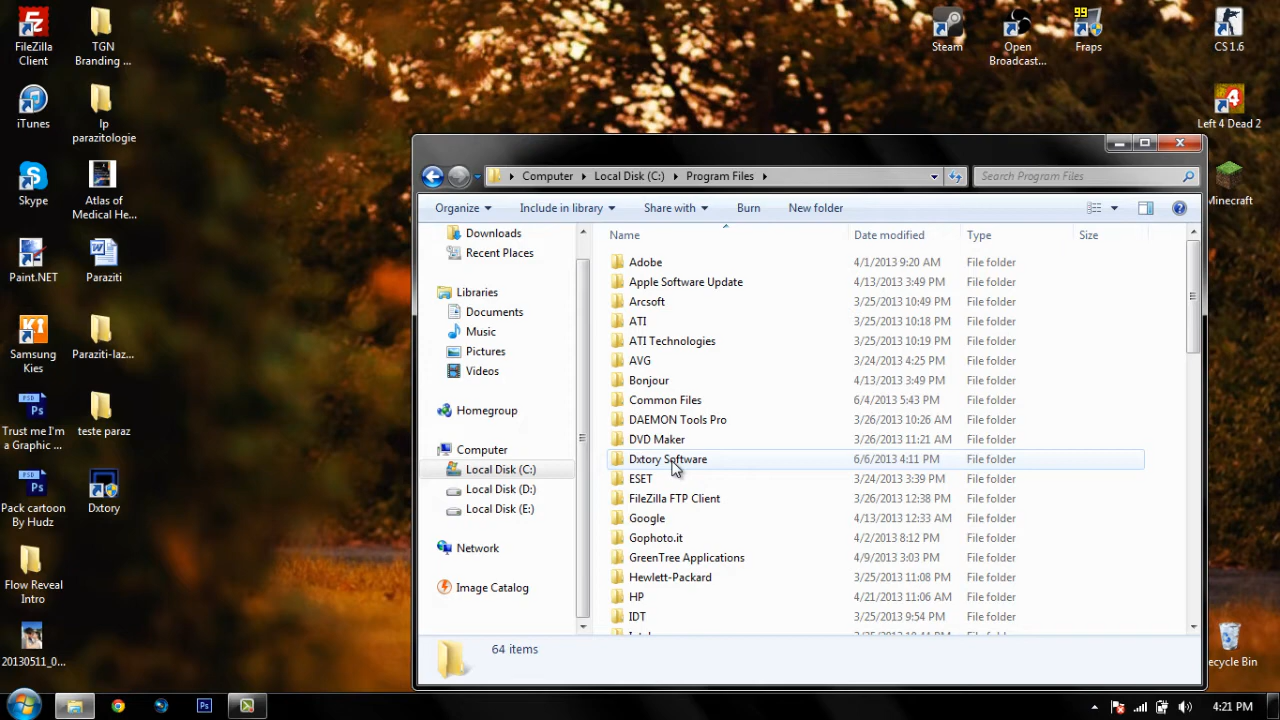 FileZilla
Client
TGN
Branding ...
iTunes
lp
parazitologie
Skype
Atlas of
Medical He...
Paint.NET
Paraziti
Samsung
Kies
Paraziti-laz...
Trust me I'm
a Graphic ...
teste paraz
Pack cartoon
By Hudz
Dxtory
Flow Reveal
Intro
20130511_0...
Steam
Open
Broadcast...
99
Fraps
CS 1.6
Left 4 Dead 2
Minecraft
ecycle Bin
Computer
Local Disk (C:)
Program Files
Search Program Files
Organize
Include in library
Share with
Burn
New folder
Downloads
Recent Places
Libraries
Documents
Music
Pictures
Videos
Homegroup
Computer
Local Disk (C:)
Local Disk (D:)
Local Disk (E:)
Network
Image Catalog
Name Date modified Type Size
Adobe 4/1/2013 9:20 AM File folder
Apple Software Update 4/13/2013 3:49 PM File folder
Arcsoft 3/25/2013 10:49 PM File folder
ATI 3/25/2013 10:18 PM File folder
ATI Technologies 3/25/2013 10:19 PM File folder
AVG 3/24/2013 4:25 PM File folder
Bonjour 4/13/2013 3:49 PM File folder
Common Files 6/4/2013 5:43 PM File folder
DAEMON Tools Pro 3/26/2013 10:26 AM File folder
DVD Maker 3/26/2013 11:21 AM File folder
Dxtory Software 6/6/2013 4:11 PM File folder
ESET 3/24/2013 3:39 PM File folder
FileZilla FTP Client 3/26/2013 12:38 PM File folder
Google 4/13/2013 12:33 AM File folder
Gophoto.it 4/2/2013 8:12 PM File folder
GreenTree Applications 4/9/2013 3:03 PM File folder
Hewlett-Packard 3/25/2013 11:08 PM File folder
HP 4/21/2013 11:06 AM File folder
IDT 3/25/2013 9:54 PM File folder
64 items
4:21 PM